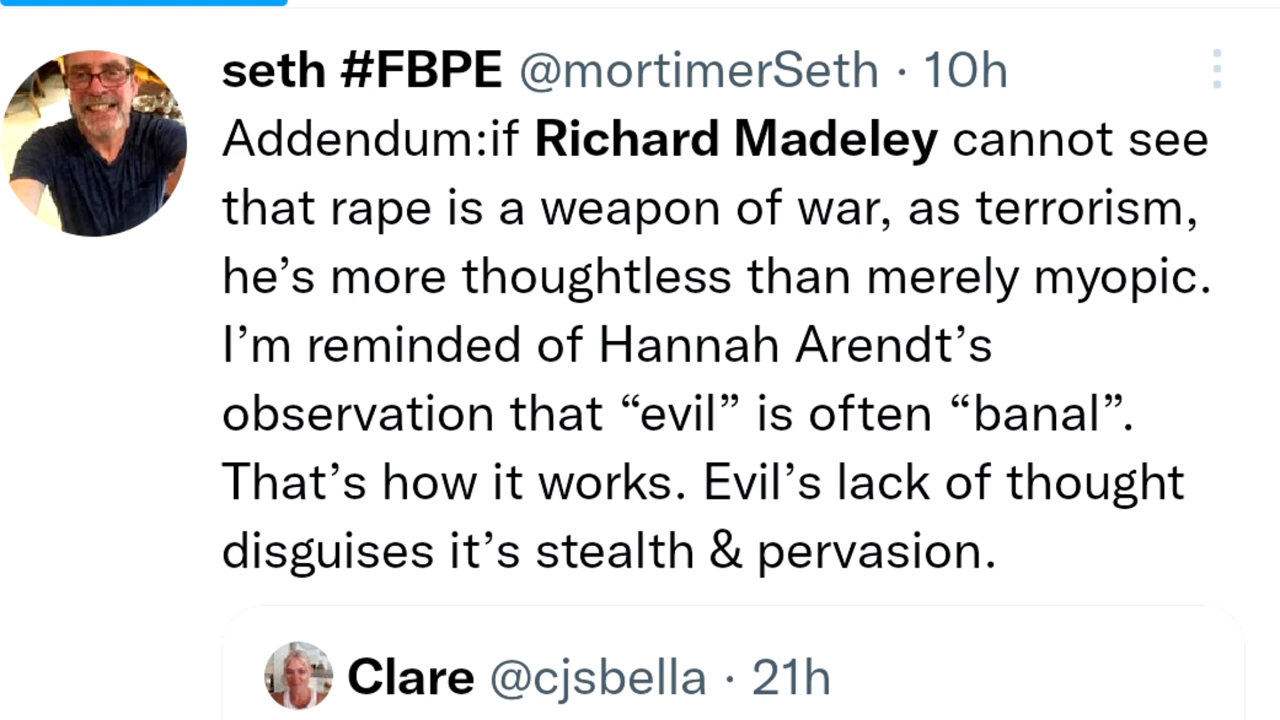 seth #FBPE @mortimerSeth · 10h
Addendum:if Richard Madeley cannot see
that rape is a weapon of war, as terrorism,
he’s more thoughtless than merely myopic.
I’m reminded of Hannah Arendt’s
observation that “evil” is often “banal”.
That’s how it works. Evil’s lack of thought
disguises it’s stealth & pervasion.
Clare @cjsbella · 21h